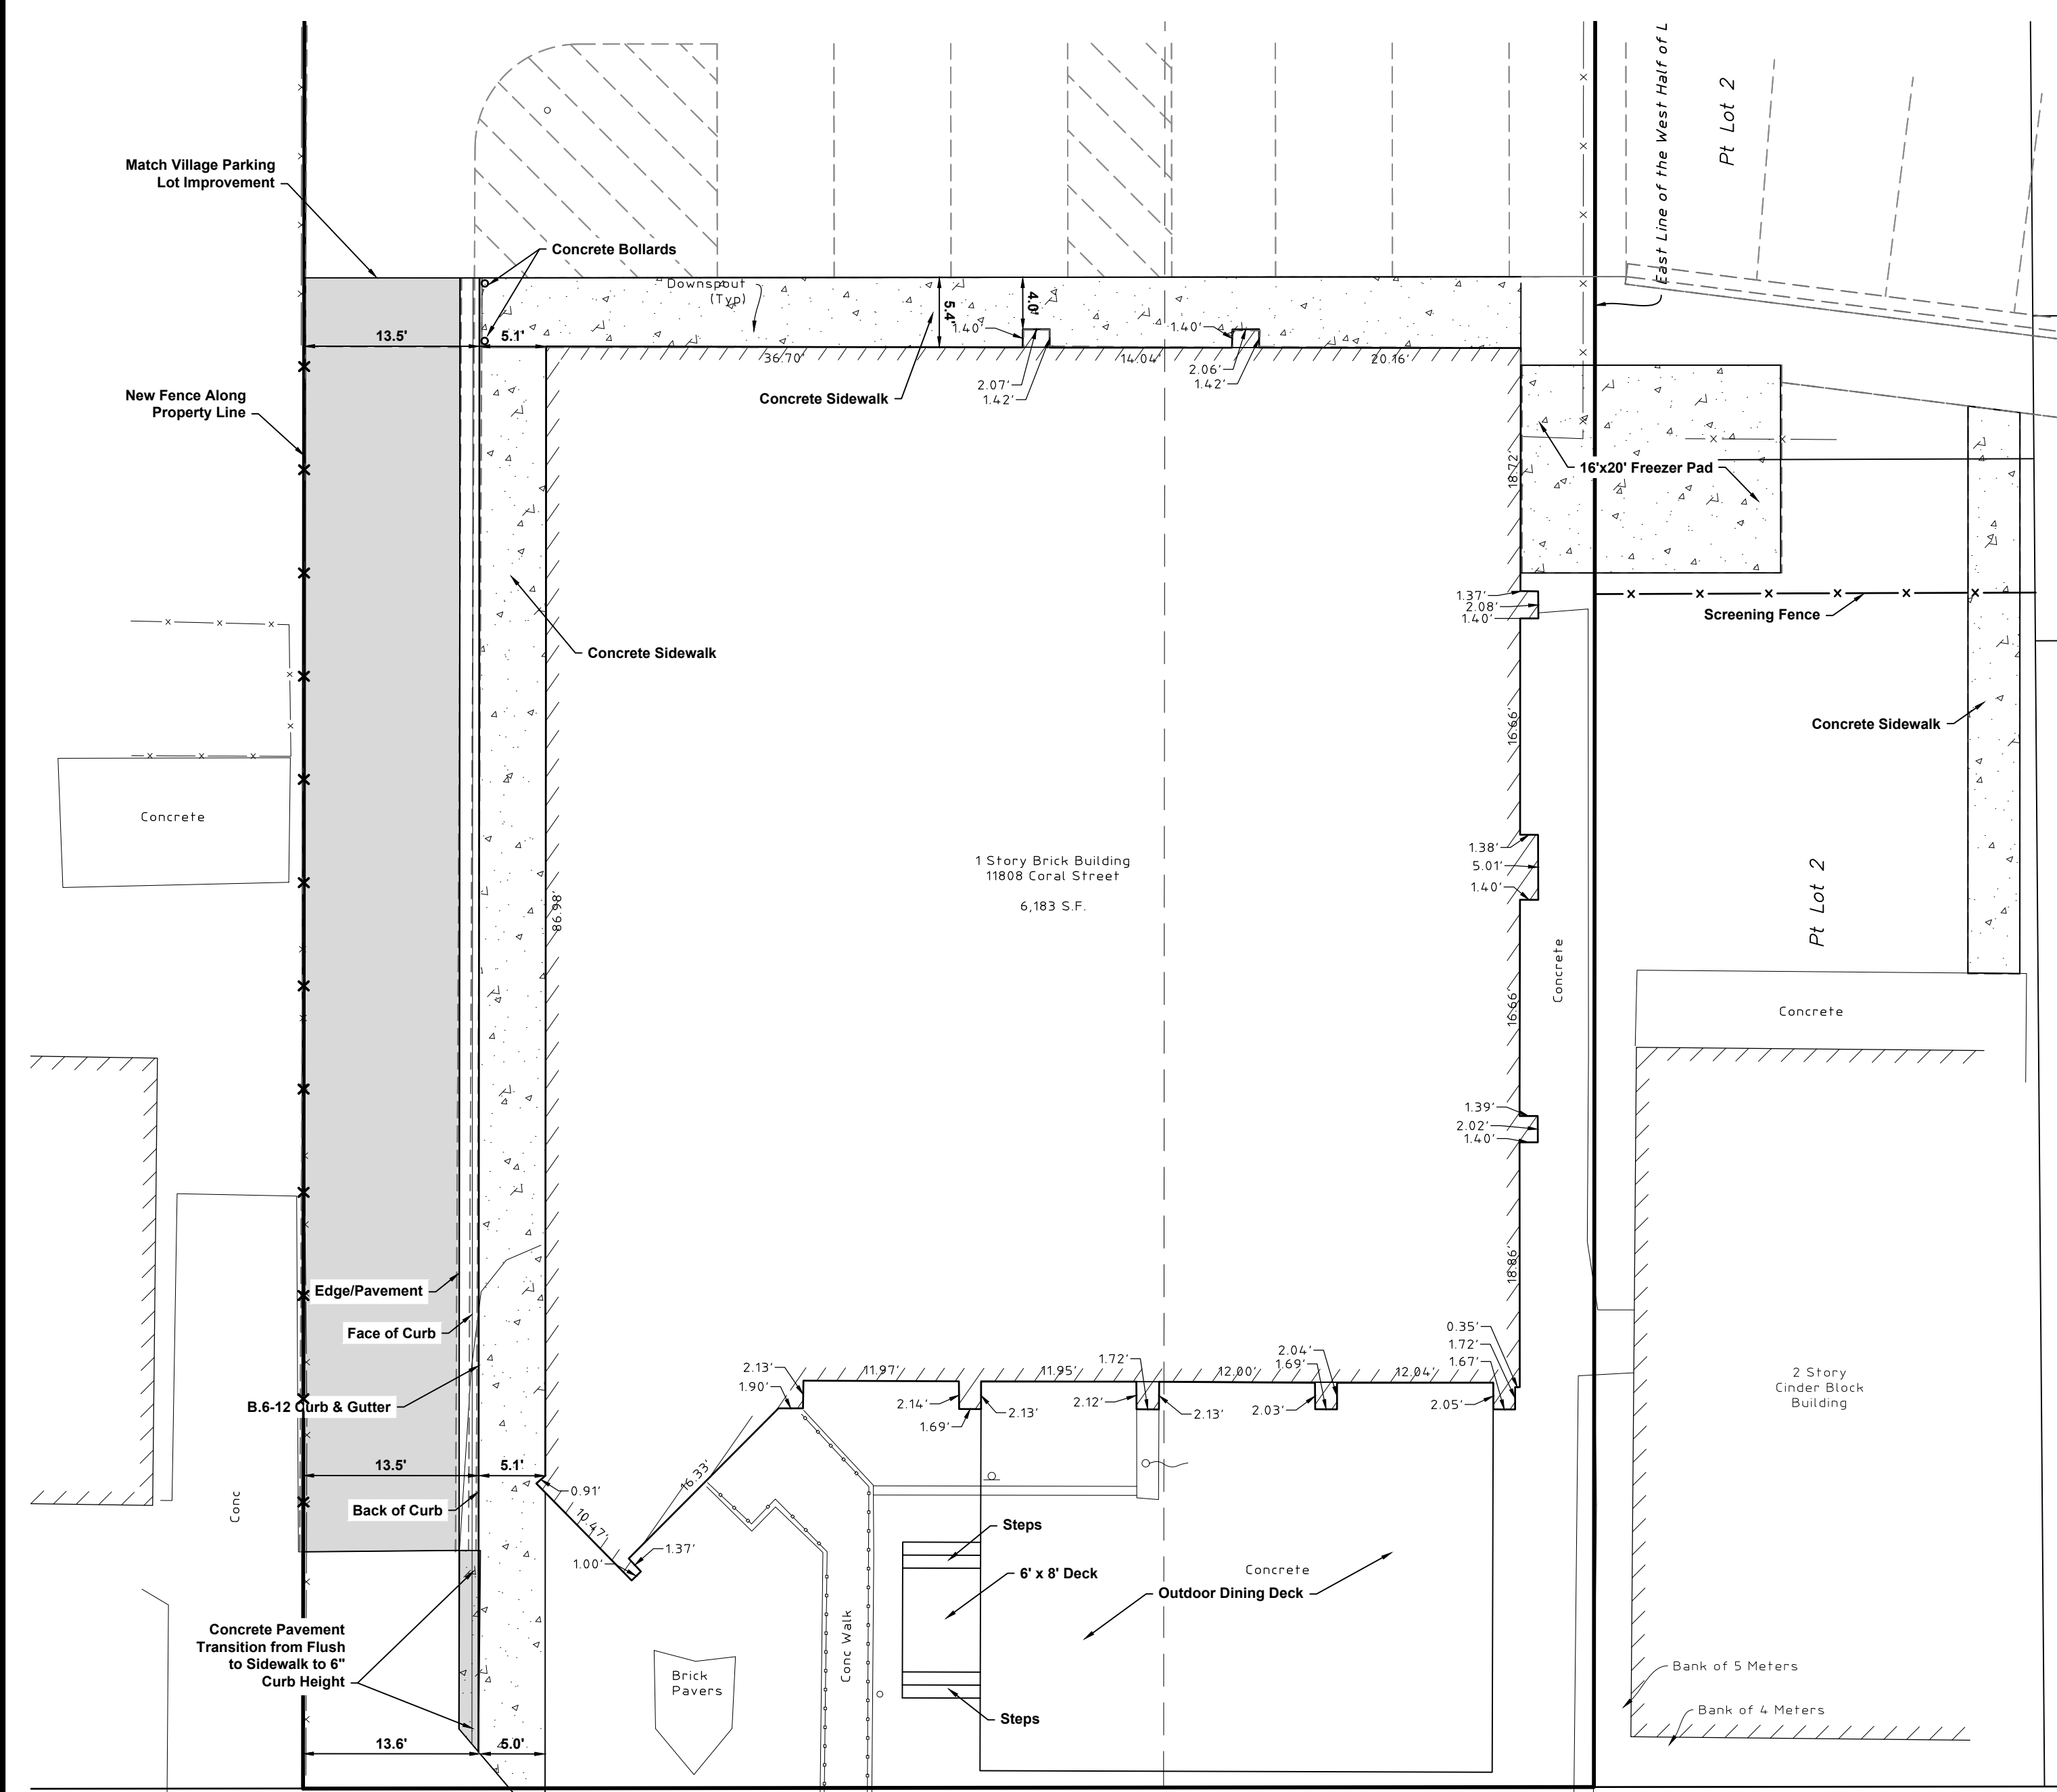 East Line of the West Half of L
Pt Lot 2
Match Village Parking
Lot Improvement
Concrete Bollards
Downspout
(Typ)
5.4'
4.0'
1.40'
1.40'
13.5'
5.1'
36.70'
14.04'
20.16'
2.07'
1.42'
2.06'
1.42'
Concrete Sidewalk
New Fence Along
Property Line
18.72'
16'x20' Freezer Pad
1.37'
2.08'
1.40'
Screening Fence
Concrete Sidewalk
16.66'
Concrete Sidewalk
Concrete
1 Story Brick Building
11808 Coral Street
6,183 S.F.
86.98'
1.38'
5.01'
1.40'
Pt Lot 2
Concrete
16.66'
Concrete
1.39'
2.02'
1.40'
18.86'
Edge/Pavement
Face of Curb
B.6-12 Curb & Gutter
0.35'
1.72'
1.67'
2.13'
1.90'
11.97'
11.95'
1.72'
12.00'
2.04'
1.69'
12.04'
2.14'
1.69'
2.13'
2.12'
2.13'
2.03'
2.05'
2 Story
Cinder Block
Building
13.5'
5.1'
16.33'
0.91'
10.47'
1.00'
1.37'
Back of Curb
Conc
Steps
6' x 8' Deck
Concrete
Outdoor Dining Deck
Concrete Pavement
Transition from Flush
to Sidewalk to 6"
Curb Height
Conc Walk
Brick
Pavers
Steps
Bank of 5 Meters
Bank of 4 Meters
13.6'
5.0'